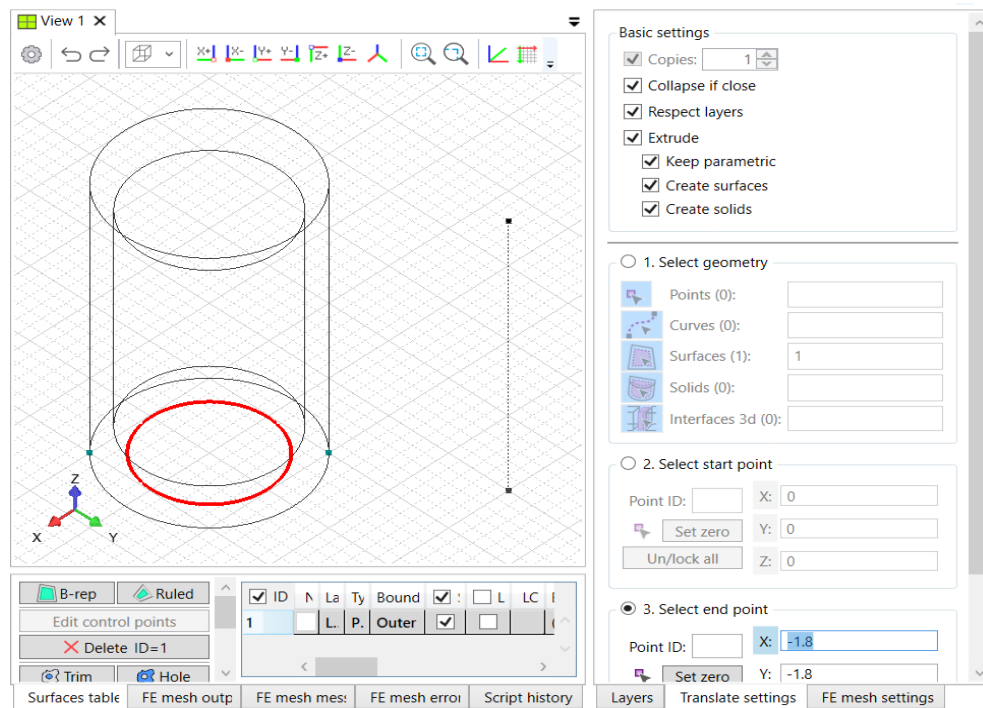 View 1
X+ X- Y+ Y- Z+ Z-
Z
X Y
B-rep Ruled
Edit control points
Delete ID=1
Trim Hole
ID N La Ty Bound L LC
1 L. P. Outer
Surfaces table FE mesh outp FE mesh mes FE mesh error Script history
Basic settings
Copies: 1
Collapse if close
Respect layers
Extrude
Keep parametric
Create surfaces
Create solids
1. Select geometry
Points (0):
Curves (0):
Surfaces (1): 1
Solids (0):
Interfaces 3d (0):
2. Select start point
Point ID: X: 0
Set zero Y: 0
Un/lock all Z: 0
3. Select end point
Point ID: X: -1.8
Set zero Y: -1.8
Layers Translate settings FE mesh settings